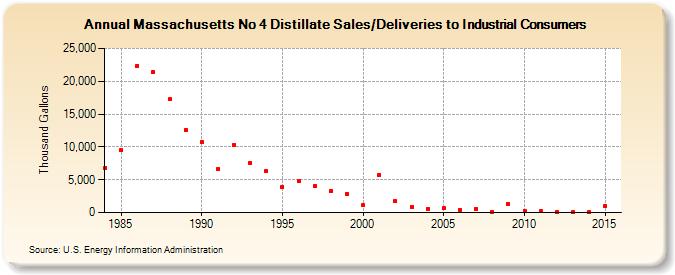 Annual Massachusetts No 4 Distillate Sales/Deliveries to Industrial Consumers
Thousand Gallons
25,000
20,000
15,000
10,000
5,000
0
1985 1990 1995 2000 2005 2010 2015
Source: U.S. Energy Information Administration